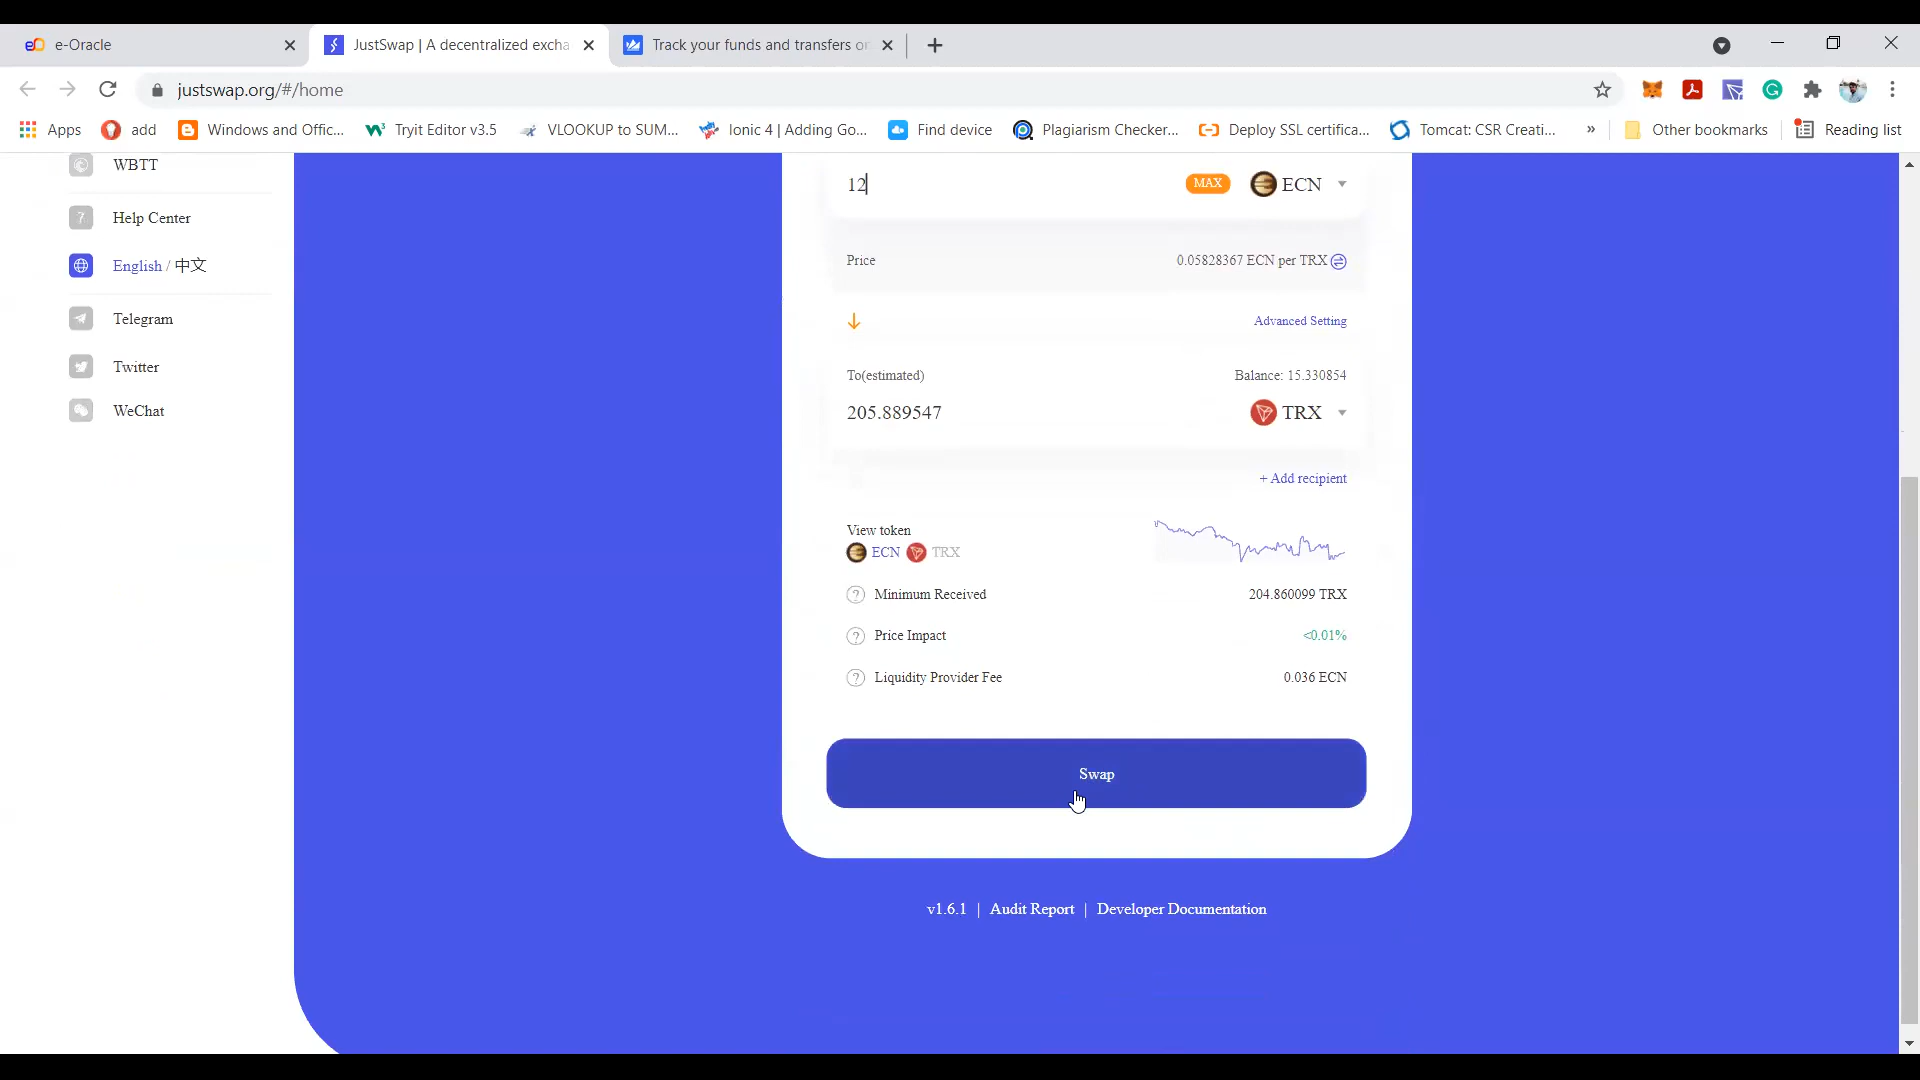 e-Oracle
JustSwap | A decentralized excha
Track your funds and transfers or
justswap.org/#/home
Apps
add
Windows and Offic...
Tryit Editor v3.5
VLOOKUP to SUM...
Ionic 4 | Adding Go...
Find device
Plagiarism Checker...
Deploy SSL certifica...
Tomcat: CSR Creati...
»
Other bookmarks
Reading list
WBTT
Help Center
English / 中文
Telegram
Twitter
WeChat
12 MAX ECN
Price 0.05828367 ECN per TRX
Advanced Setting
To(estimated) Balance: 15.330854
205.889547 TRX
+ Add recipient
View token
ECN TRX
? Minimum Received 204.860099 TRX
? Price Impact <0.01%
? Liquidity Provider Fee 0.036 ECN
Swap
v1.6.1 | Audit Report | Developer Documentation